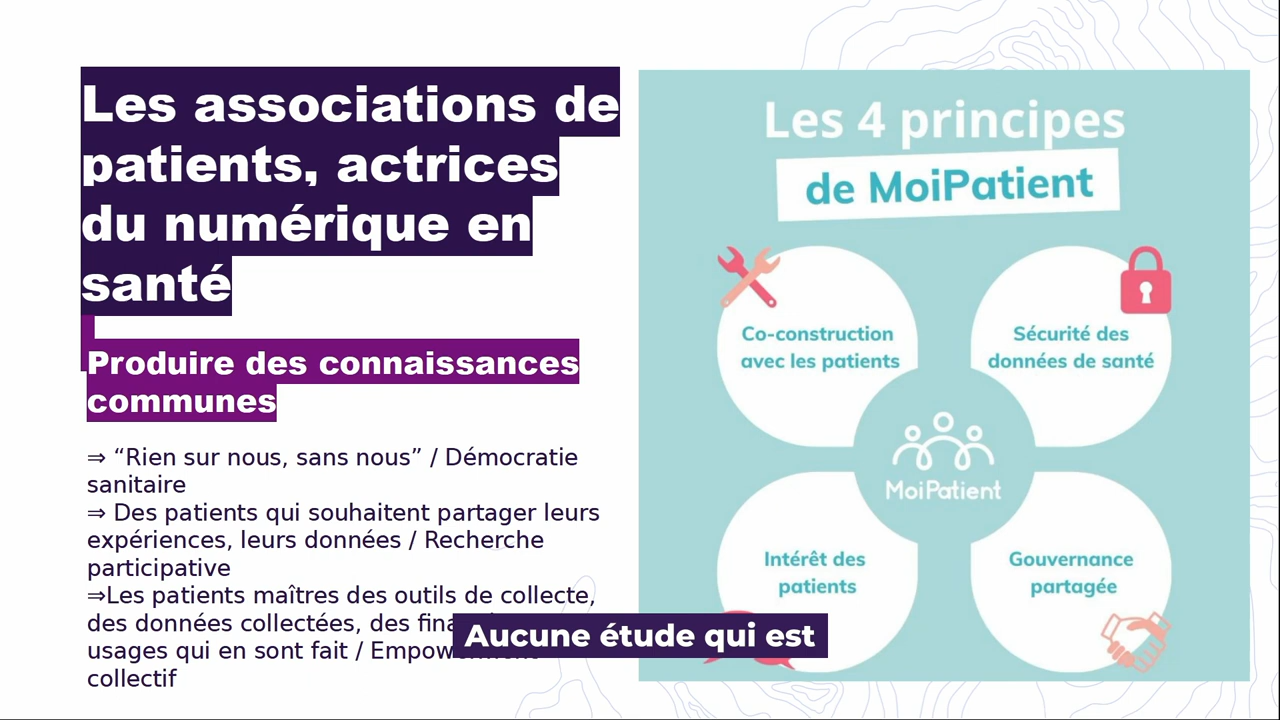 Les associations de
patients, actrices
du numérique en
santé
Produire des connaissances
communes
⇒ “Rien sur nous, sans nous” / Démocratie
sanitaire
⇒ Des patients qui souhaitent partager leurs
expériences, leurs données / Recherche
participative
⇒Les patients maîtres des outils de collecte,
des données collectées, des
usages qui en sont fait /
collectif
Les 4 principes
de MoiPatient
Co-construction
avec les patients
Sécurité des
données de santé
MoiPatient
Intérêt des
patients
Gouvernance
partagée
Aucune étude qui est